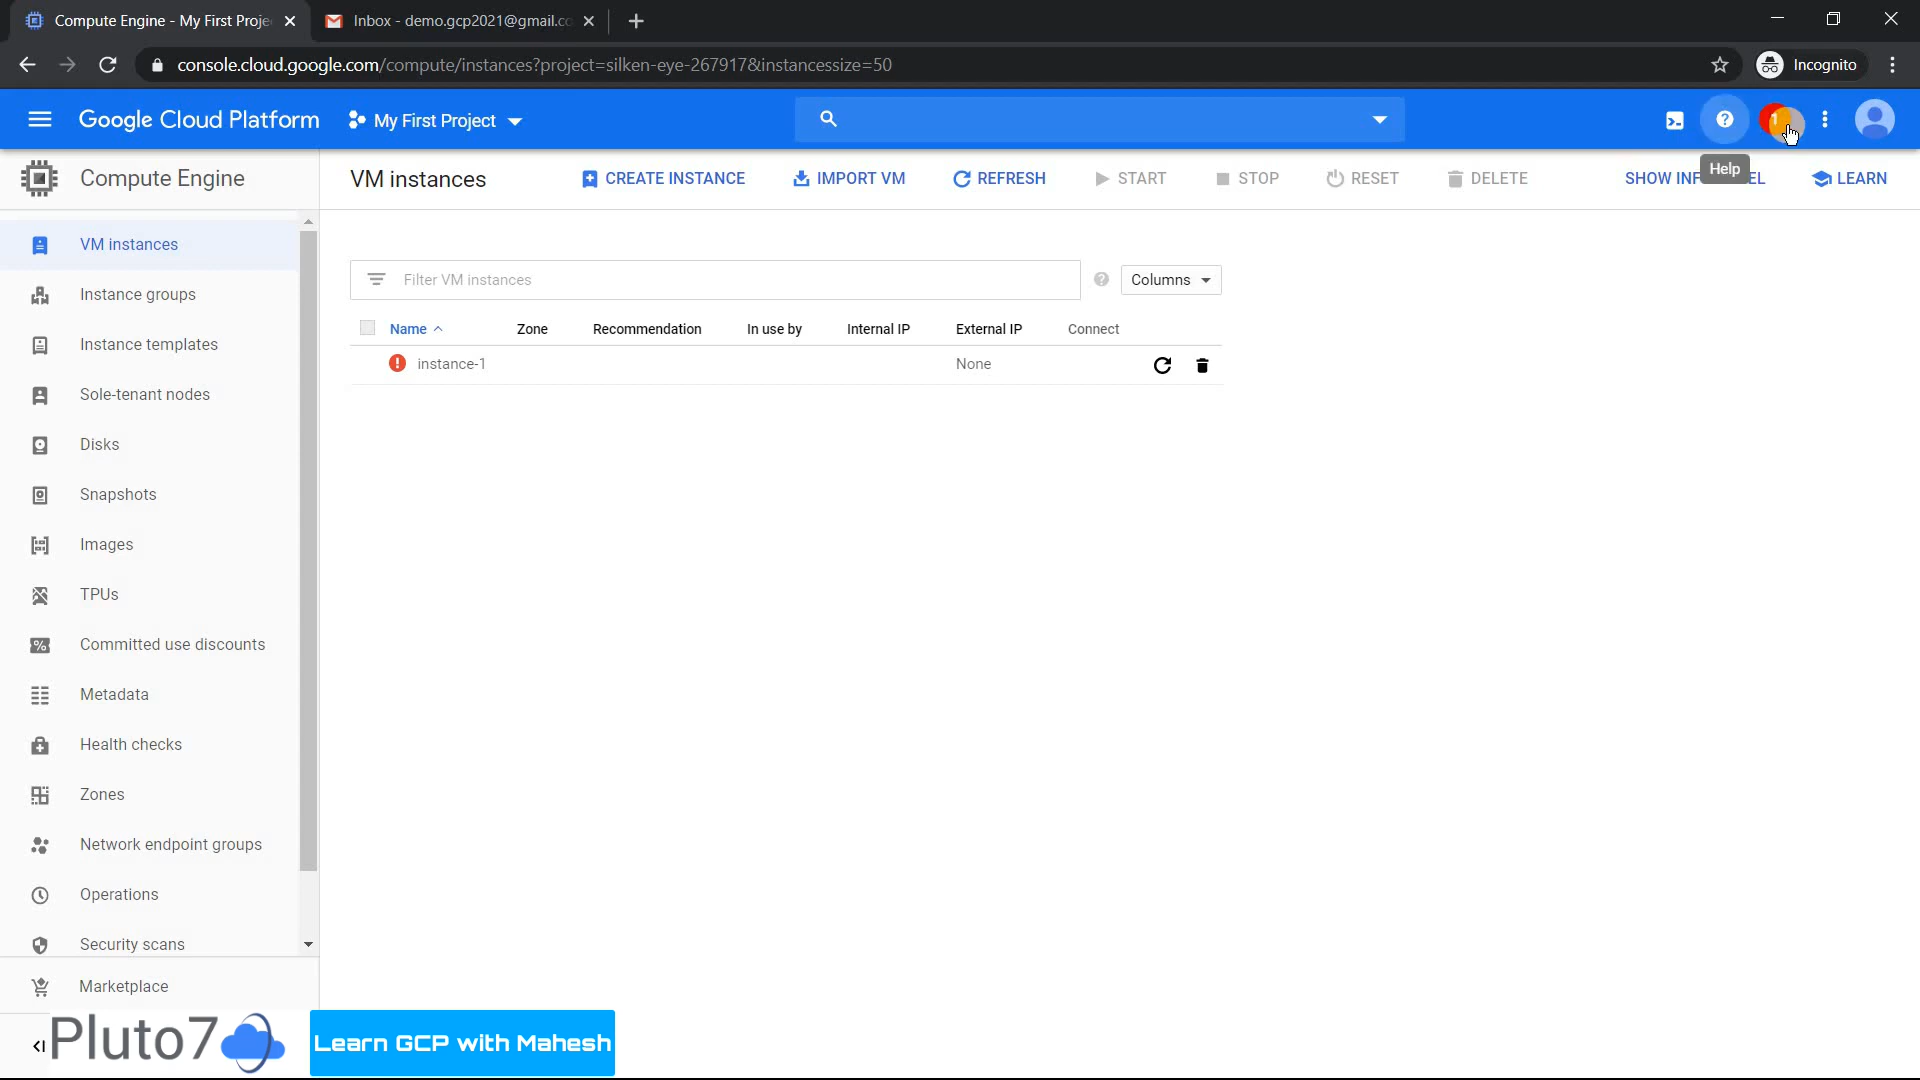 Compute Engine - My First Proje
Inbox - demo.gcp2021@gmail.co
console.cloud.google.com/compute/instances?project=silken-eye-267917&instancessize=50
Incognito
Google Cloud Platform
My First Project
1
Compute Engine
VM instances
CREATE INSTANCE
IMPORT VM
REFRESH
START
STOP
RESET
DELETE
SHOW INF
EL
Help
LEARN
VM instances
Instance groups
Instance templates
Sole-tenant nodes
Disks
Snapshots
Images
TPUs
Committed use discounts
Metadata
Health checks
Zones
Network endpoint groups
Operations
Security scans
Marketplace
Filter VM instances
Columns
Name
Zone
Recommendation
In use by
Internal IP
External IP
Connect
instance-1
None
Pluto7
Learn GCP with Mahesh